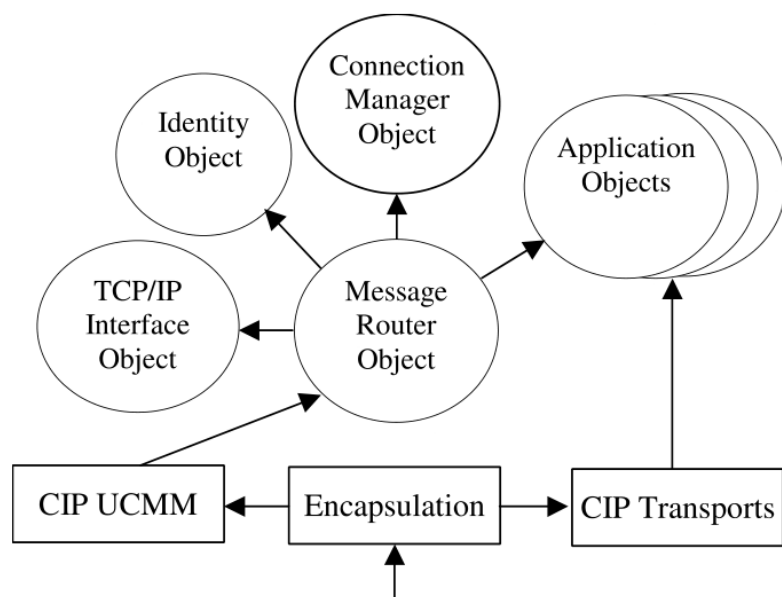 Connection
Manager
Object
Identity
Object
Application
Objects
TCP/IP
Interface
Object
Message
Router
Object
CIP UCMM
Encapsulation
CIP Transports